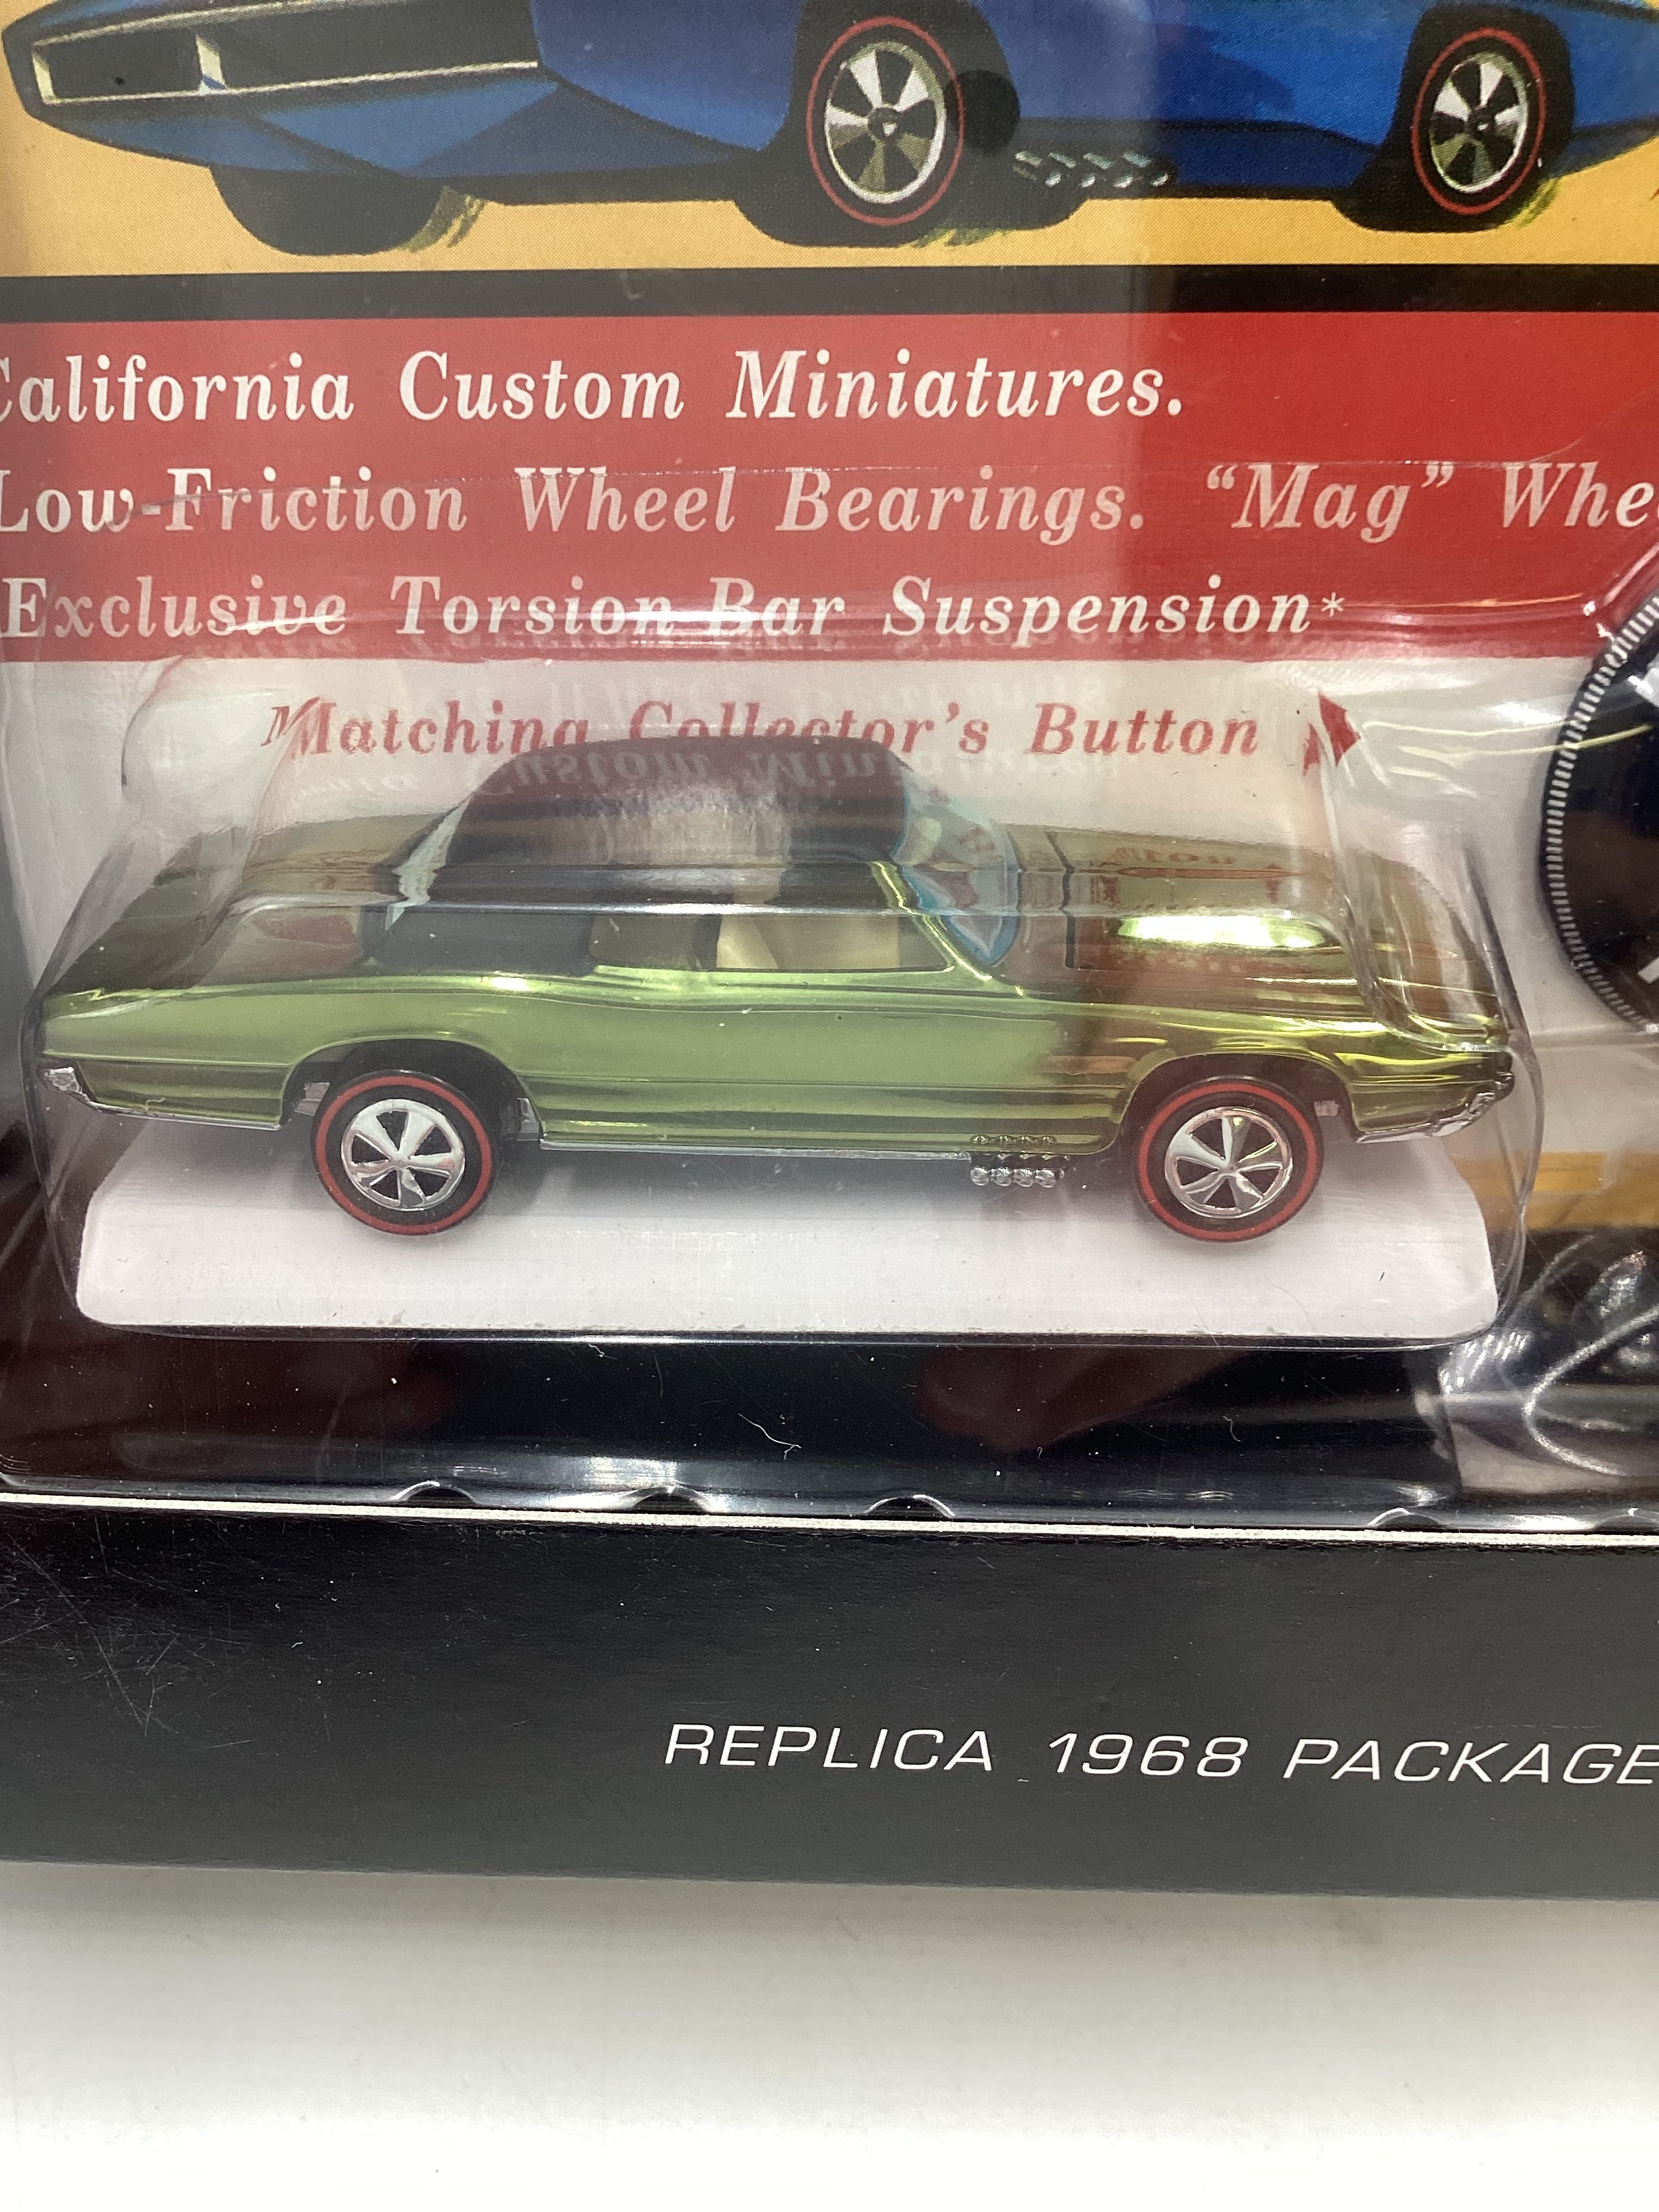 California Custom Miniatures.
Low-Friction Wheel Bearings. “Mag” Whe
Exclusive Torsion-Bar Suspension*
Matching Collector’s Button
REPLICA 1968 PACKAGE